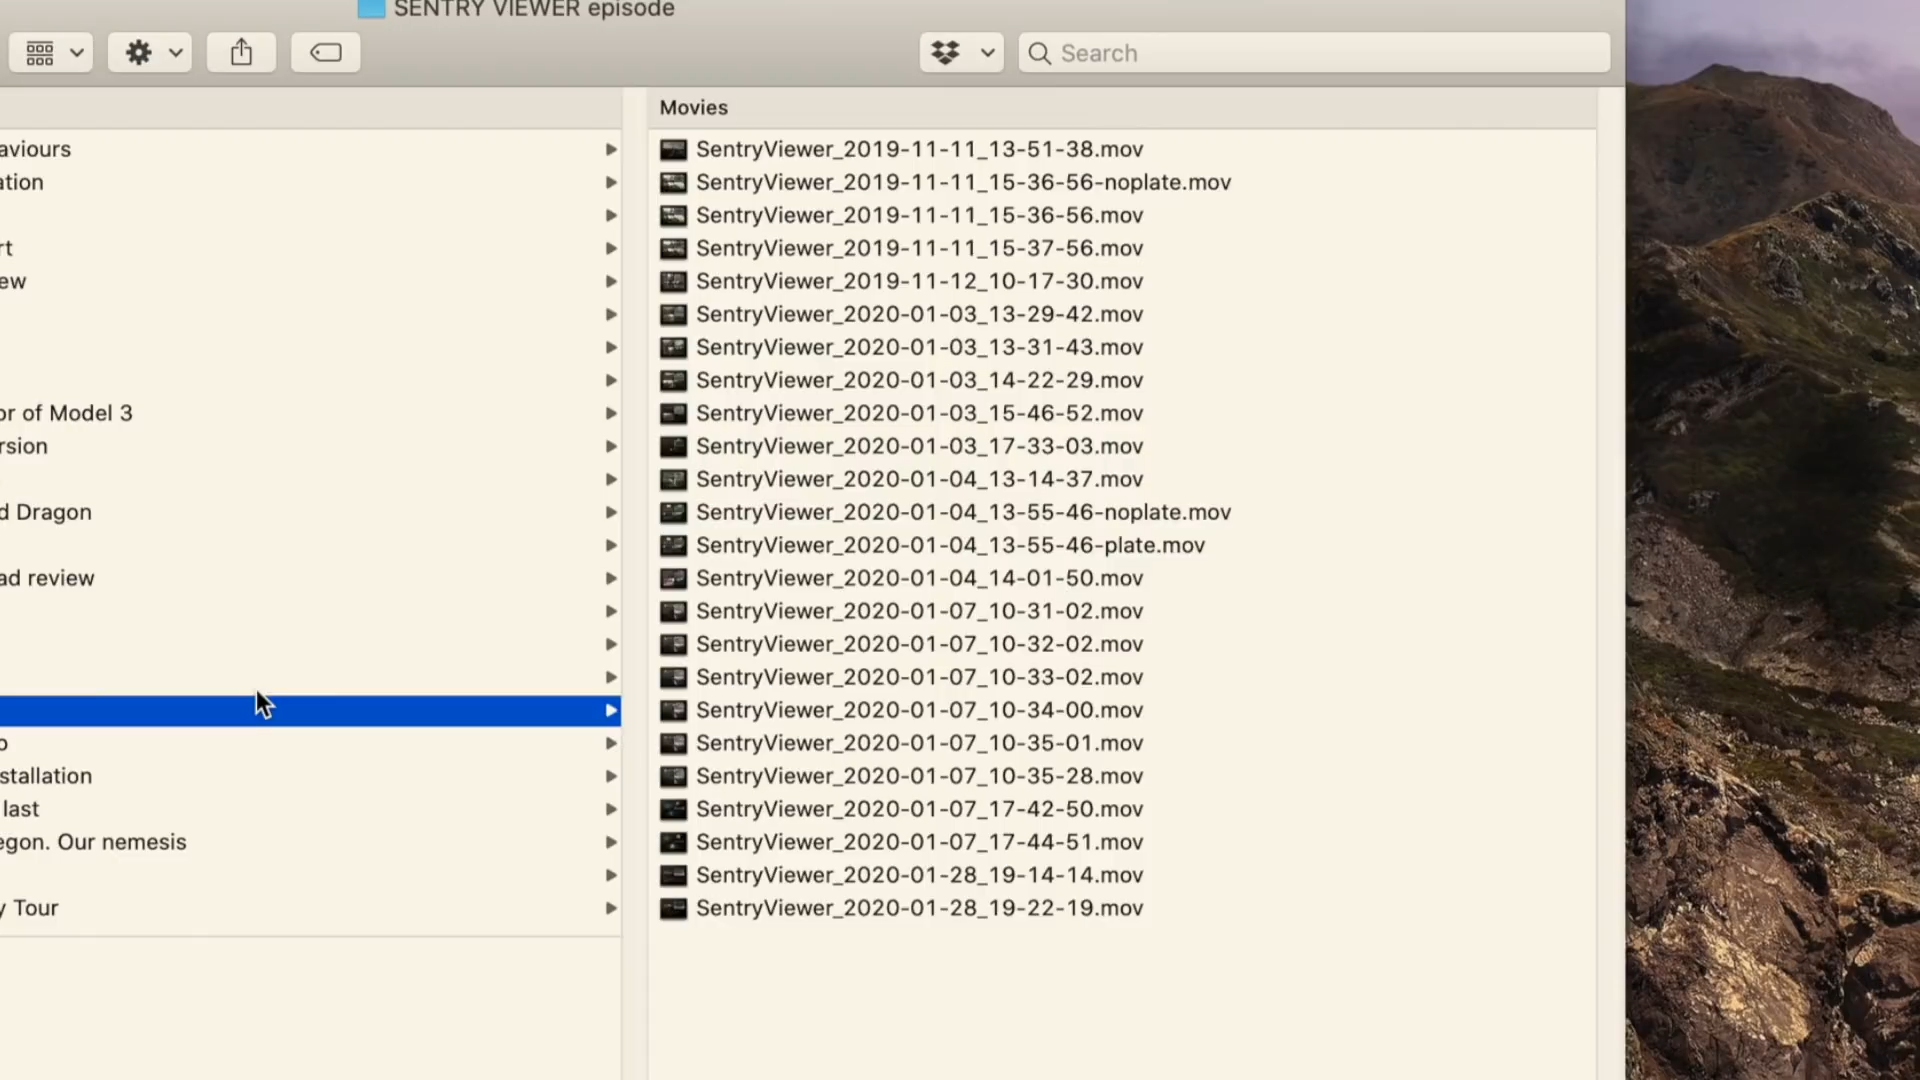 SENTRY VIEWER episode
Search
aviours
ation
rt
ew
or of Model 3
rsion
d Dragon
ad review
o
stallation
last
egon. Our nemesis
y Tour
Movies
SentryViewer_2019-11-11_13-51-38.mov
SentryViewer_2019-11-11_15-36-56-noplate.mov
SentryViewer_2019-11-11_15-36-56.mov
SentryViewer_2019-11-11_15-37-56.mov
SentryViewer_2019-11-12_10-17-30.mov
SentryViewer_2020-01-03_13-29-42.mov
SentryViewer_2020-01-03_13-31-43.mov
SentryViewer_2020-01-03_14-22-29.mov
SentryViewer_2020-01-03_15-46-52.mov
SentryViewer_2020-01-03_17-33-03.mov
SentryViewer_2020-01-04_13-14-37.mov
SentryViewer_2020-01-04_13-55-46-noplate.mov
SentryViewer_2020-01-04_13-55-46-plate.mov
SentryViewer_2020-01-04_14-01-50.mov
SentryViewer_2020-01-07_10-31-02.mov
SentryViewer_2020-01-07_10-32-02.mov
SentryViewer_2020-01-07_10-33-02.mov
SentryViewer_2020-01-07_10-34-00.mov
SentryViewer_2020-01-07_10-35-01.mov
SentryViewer_2020-01-07_10-35-28.mov
SentryViewer_2020-01-07_17-42-50.mov
SentryViewer_2020-01-07_17-44-51.mov
SentryViewer_2020-01-28_19-14-14.mov
SentryViewer_2020-01-28_19-22-19.mov